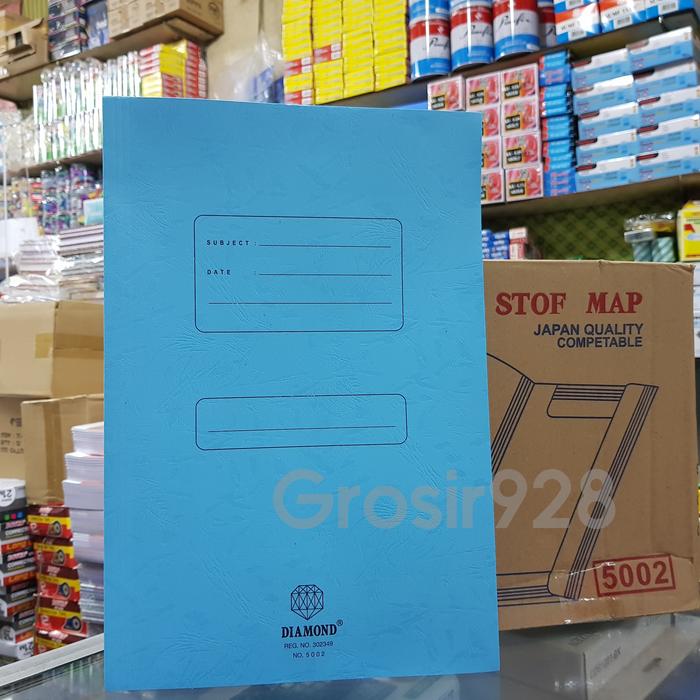 SUBJECT :
DATE :
DIAMOND®
REG. NO. 302349
NO. 5002
STOF MAP
JAPAN QUALITY
COMPETABLE
5002
Grosir928